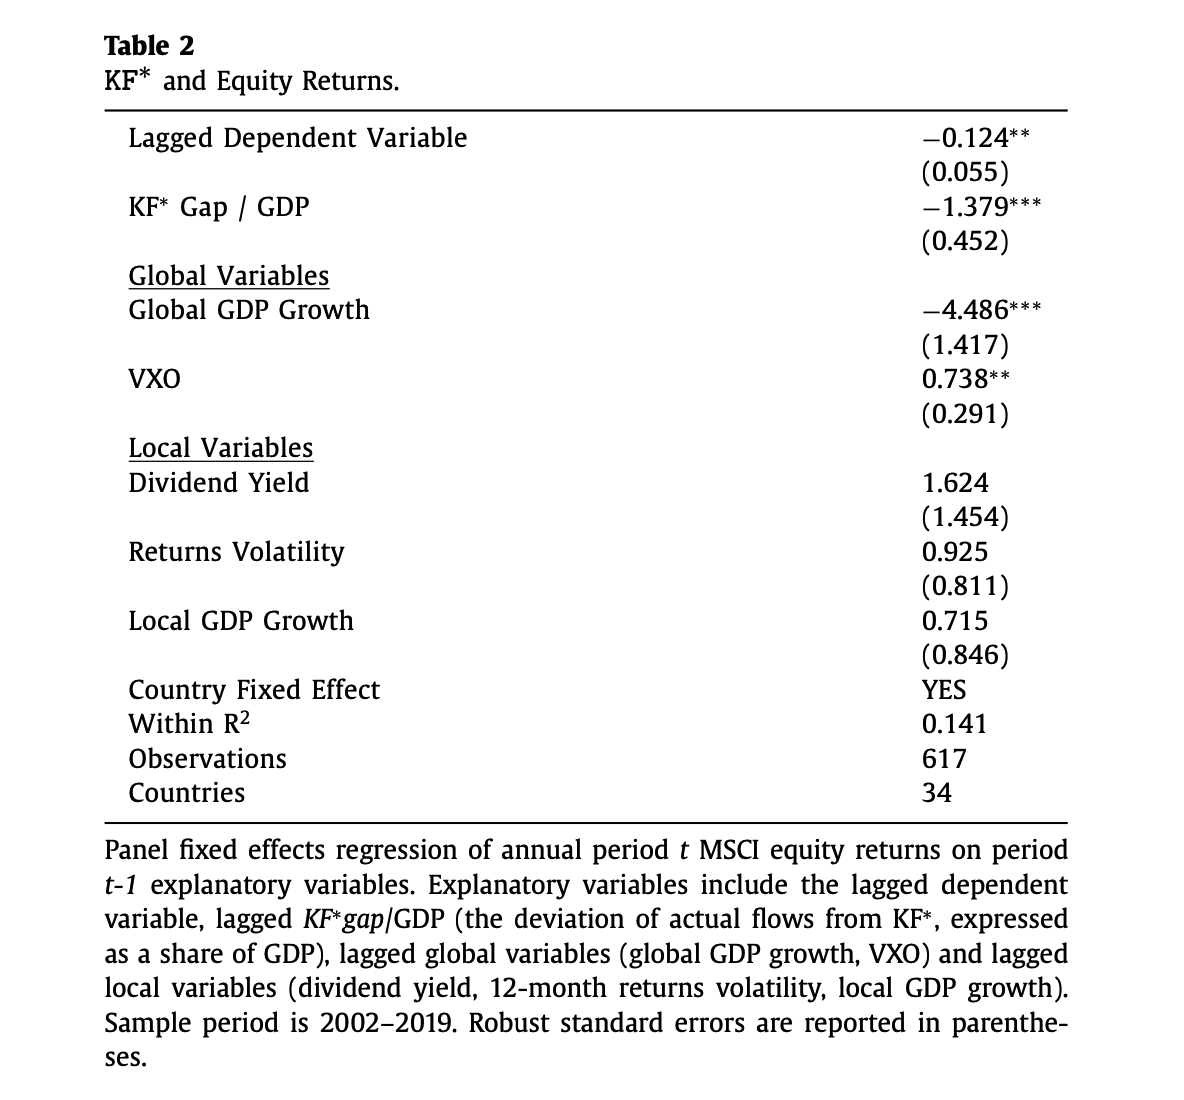 Table 2
KF* and Equity Returns.
Lagged Dependent Variable −0.124**
(0.055)
KF* Gap / GDP −1.379***
(0.452)
Global Variables
Global GDP Growth −4.486***
(1.417)
VXO 0.738**
(0.291)
Local Variables
Dividend Yield 1.624
(1.454)
Returns Volatility 0.925
(0.811)
Local GDP Growth 0.715
(0.846)
Country Fixed Effect YES
Within R² 0.141
Observations 617
Countries 34
Panel fixed effects regression of annual period t MSCI equity returns on period
t-1 explanatory variables. Explanatory variables include the lagged dependent
variable, lagged KF*gap/GDP (the deviation of actual flows from KF*, expressed
as a share of GDP), lagged global variables (global GDP growth, VXO) and lagged
local variables (dividend yield, 12-month returns volatility, local GDP growth).
Sample period is 2002–2019. Robust standard errors are reported in parenthe-
ses.